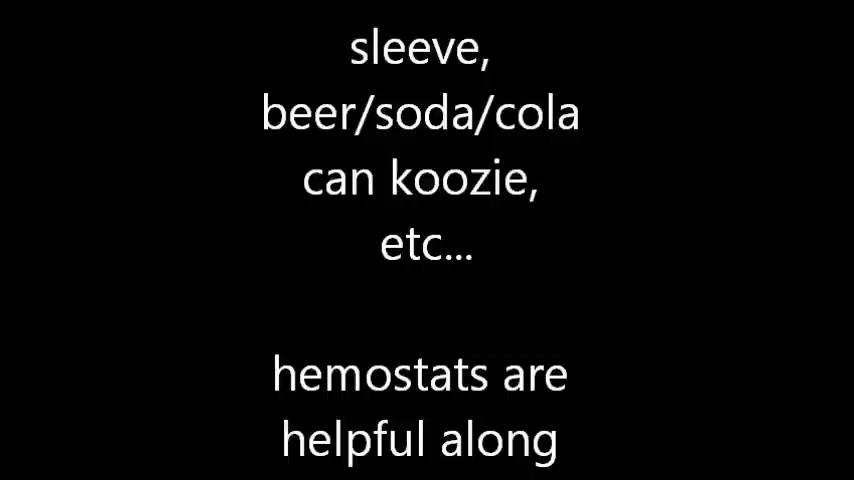 sleeve,
beer/soda/cola
can koozie,
etc...
hemostats are
helpful along